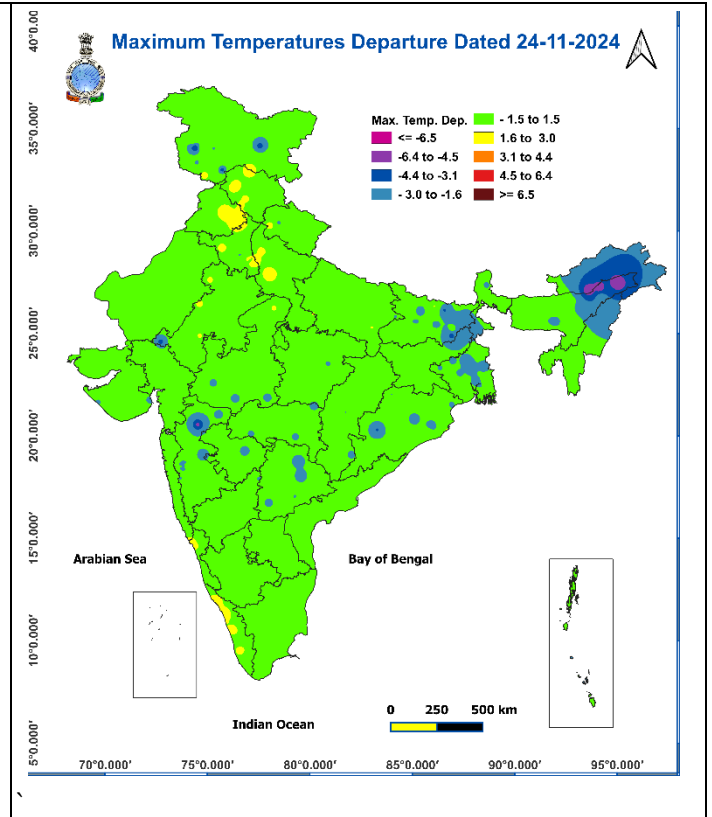 Maximum Temperatures Departure Dated 24-11-2024
Max. Temp. Dep.
<= -6.5
-6.4 to -4.5
-4.4 to -3.1
- 3.0 to -1.6
- 1.5 to 1.5
1.6 to 3.0
3.1 to 4.4
4.5 to 6.4
>= 6.5
40°0.000′
35°0.000′
30°0.000′
25°0.000′
20°0.000′
15°0.000′
10°0.000′
5°0.000′
Arabian Sea
Bay of Bengal
Indian Ocean
0 250 500 km
70°0.000′ 75°0.000′ 80°0.000′ 85°0.000′ 90°0.000′ 95°0.000′
`